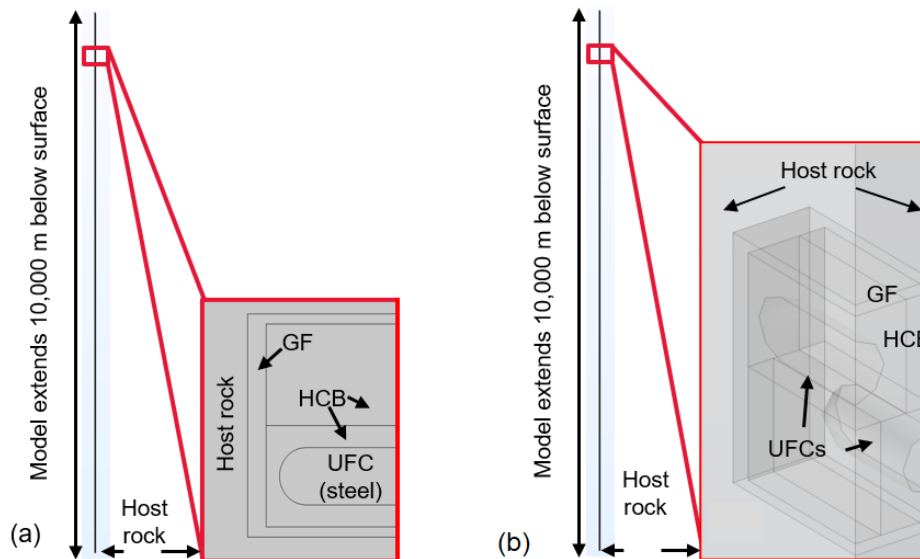 Model extends 10,000 m below surface
Host rock
GF
HCB
UFC
(steel)
Host
rock
(a)
Model extends 10,000 m below surface
Host rock
GF
HCB
UFCs
Host
rock
(b)